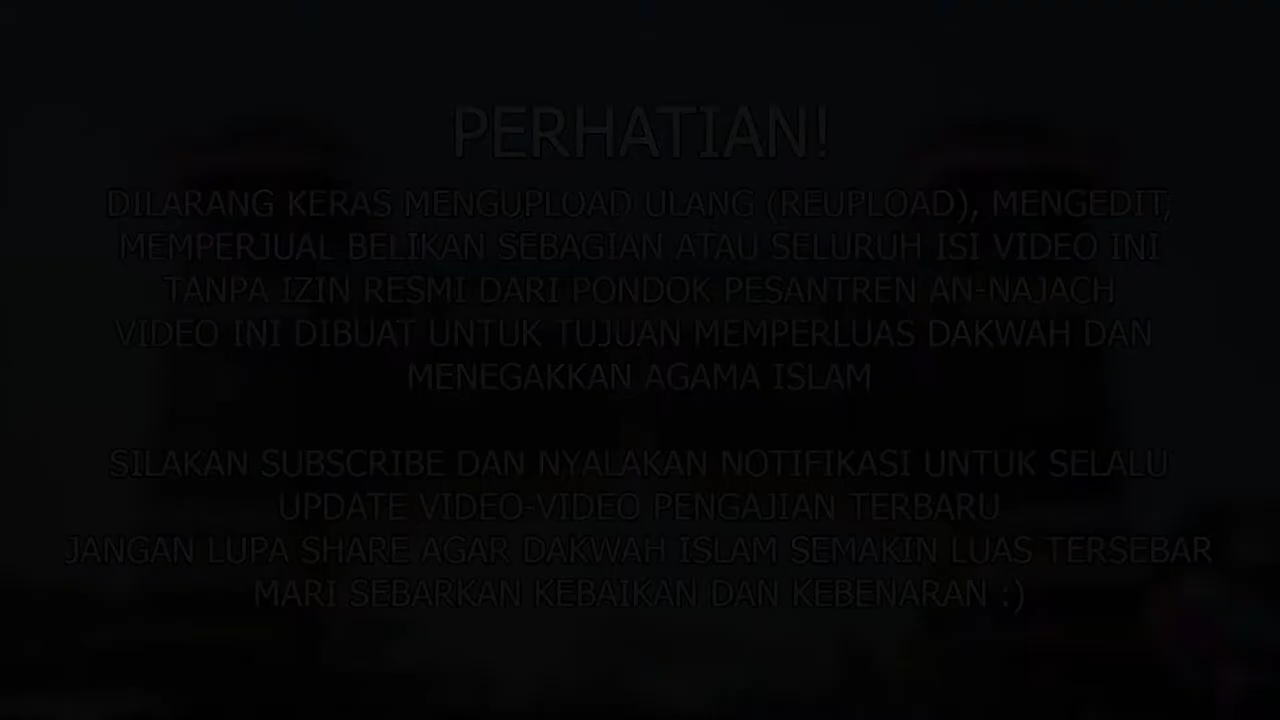 PERHATIAN!
DILARANG KERAS MENGUPLOAD ULANG (REUPLOAD), MENGEDIT,
MEMPERJUAL BELIKAN SEBAGIAN ATAU SELURUH ISI VIDEO INI
TANPA IZIN RESMI DARI PONDOK PESANTREN AN-NAJACH
VIDEO INI DIBUAT UNTUK TUJUAN MEMPERLUAS DAKWAH DAN
MENEGAKKAN AGAMA ISLAM
SILAKAN SUBSCRIBE DAN NYALAKAN NOTIFIKASI UNTUK SELALU
UPDATE VIDEO-VIDEO PENGAJIAN TERBARU
JANGAN LUPA SHARE AGAR DAKWAH ISLAM SEMAKIN LUAS TERSEBAR
MARI SEBARKAN KEBAIKAN DAN KEBENARAN :)